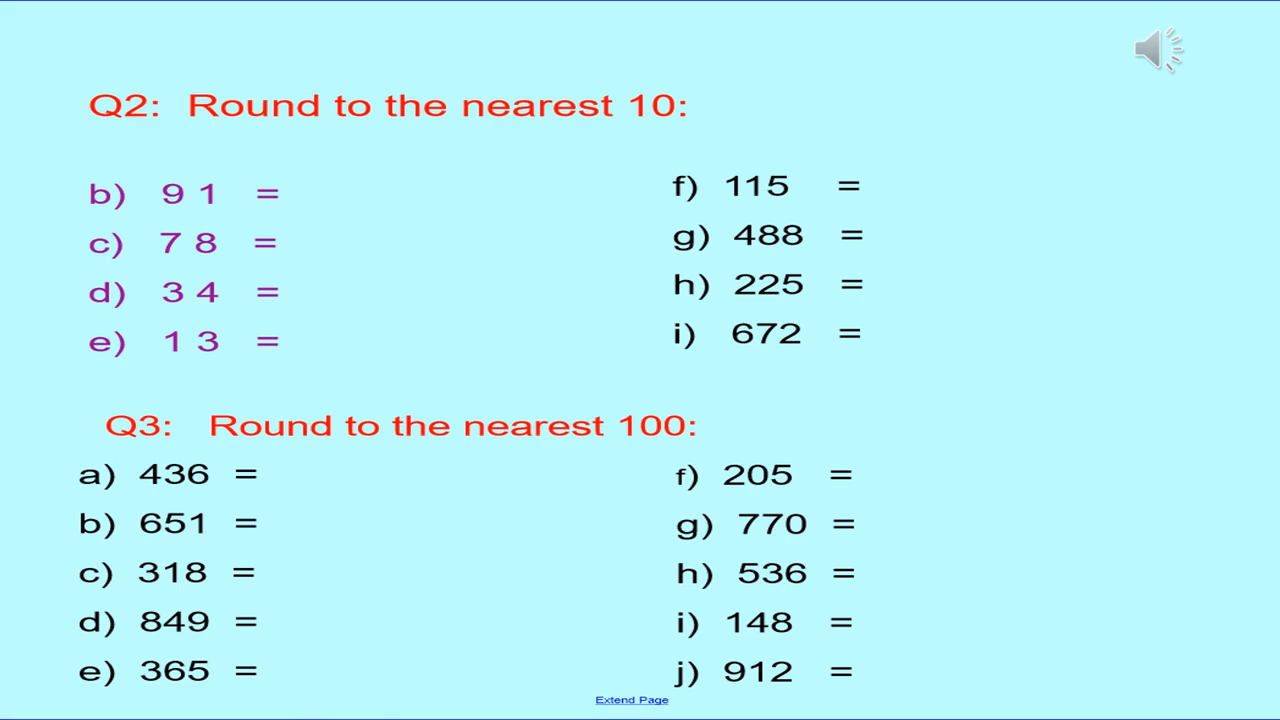 Q2: Round to the nearest 10:
b) 9 1 =
c) 7 8 =
d) 3 4 =
e) 1 3 =
f) 115 =
g) 488 =
h) 225 =
i) 672 =
Q3: Round to the nearest 100:
a) 436 =
b) 651 =
c) 318 =
d) 849 =
e) 365 =
f) 205 =
g) 770 =
h) 536 =
i) 148 =
j) 912 =
Extend Page